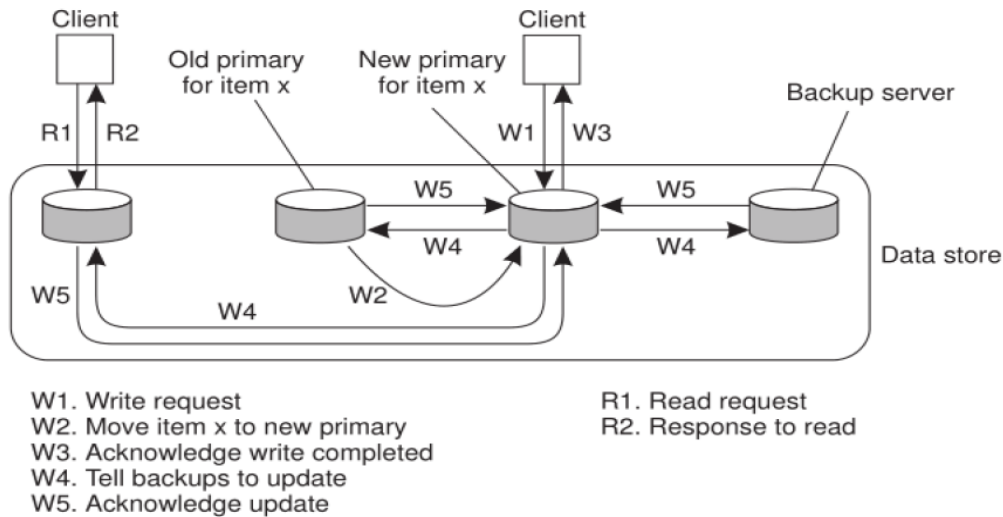 Client
Client
Old primary
for item x
New primary
for item x
Backup server
R1
R2
W1
W3
W5
W5
W4
W4
Data store
W5
W2
W4
W1. Write request
W2. Move item x to new primary
W3. Acknowledge write completed
W4. Tell backups to update
W5. Acknowledge update
R1. Read request
R2. Response to read